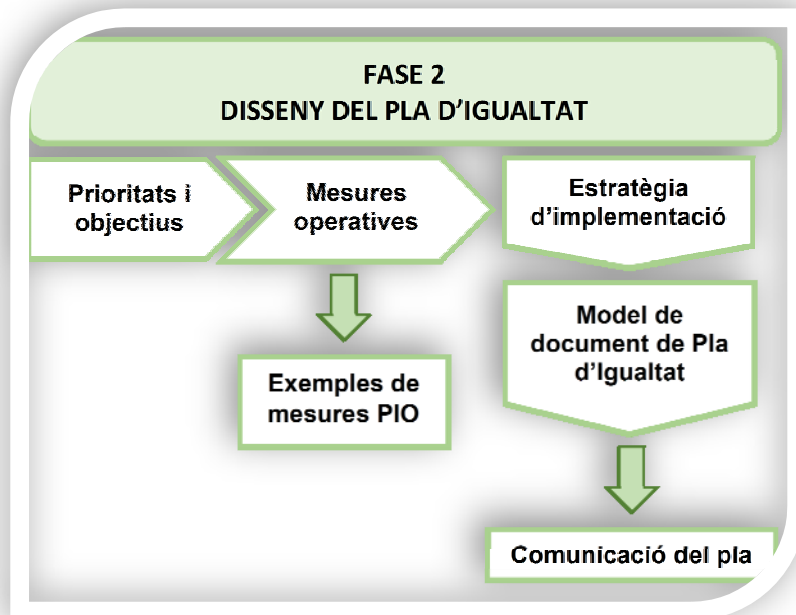 FASE 2
DISSENY DEL PLA D'IGUALTAT
Prioritats i
objectius
Mesures
operatives
Estratègia
d'implementació
Exemples de
mesures PIO
Model de
document de Pla
d'Igualtat
Comunicació del pla